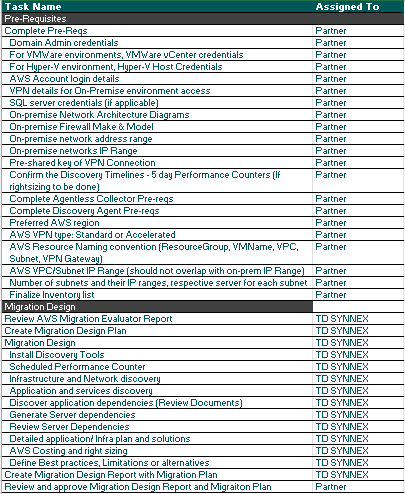 Task Name Assigned To
Pre-Requisites
Complete Pre-Reqs Partner
Domain Admin credentials Partner
For VMWare environments, VMWare vCenter credentials Partner
For Hyper-V environment, Hyper-V Host Credentials Partner
AWS Account login details Partner
VPN details for On-Premise environment access Partner
SQL server credentials (if applicable) Partner
On-premise Network Architecture Diagrams Partner
On-premise Firewall Make & Model Partner
On-premise network address range Partner
On-premise networks IP Range Partner
Pre-shared key of VPN Connection Partner
Confirm the Discovery Timelines - 5 day Performance Counters (If Partner
rightsizing to be done)
Complete Agentless Collector Pre-reqs Partner
Complete Discovery Agent Pre-reqs Partner
Preferred AWS region Partner
AWS VPN type: Standard or Accelerated Partner
AWS Resource Naming convention (ResourceGroup, VMName, VPC, Partner
Subnet, VPN Gateway)
AWS VPC/Subnet IP Range (should not overlap with on-prem IP Range) Partner
Number of subnets and their IP ranges, respective server for each subnet Partner
Finalize Inventory list Partner
Migration Design
Review AWS Migration Evaluator Report TD SYNNEX
Create Migration Design Plan TD SYNNEX
Migration Design TD SYNNEX
Install Discovery Tools TD SYNNEX
Scheduled Performance Counter TD SYNNEX
Infrastructure and Network discovery TD SYNNEX
Application and services discovery TD SYNNEX
Discover application dependencies (Review Documents) TD SYNNEX
Generate Server dependencies TD SYNNEX
Review Server Dependencies TD SYNNEX
Detailed application/ Infra plan and solutions TD SYNNEX
AWS Costing and right sizing TD SYNNEX
Define Best practices, Limitations or alternatives TD SYNNEX
Create Migration Design Report with Migration Plan TD SYNNEX
Review and approve Migration Design Report and Migraiton Plan Partner